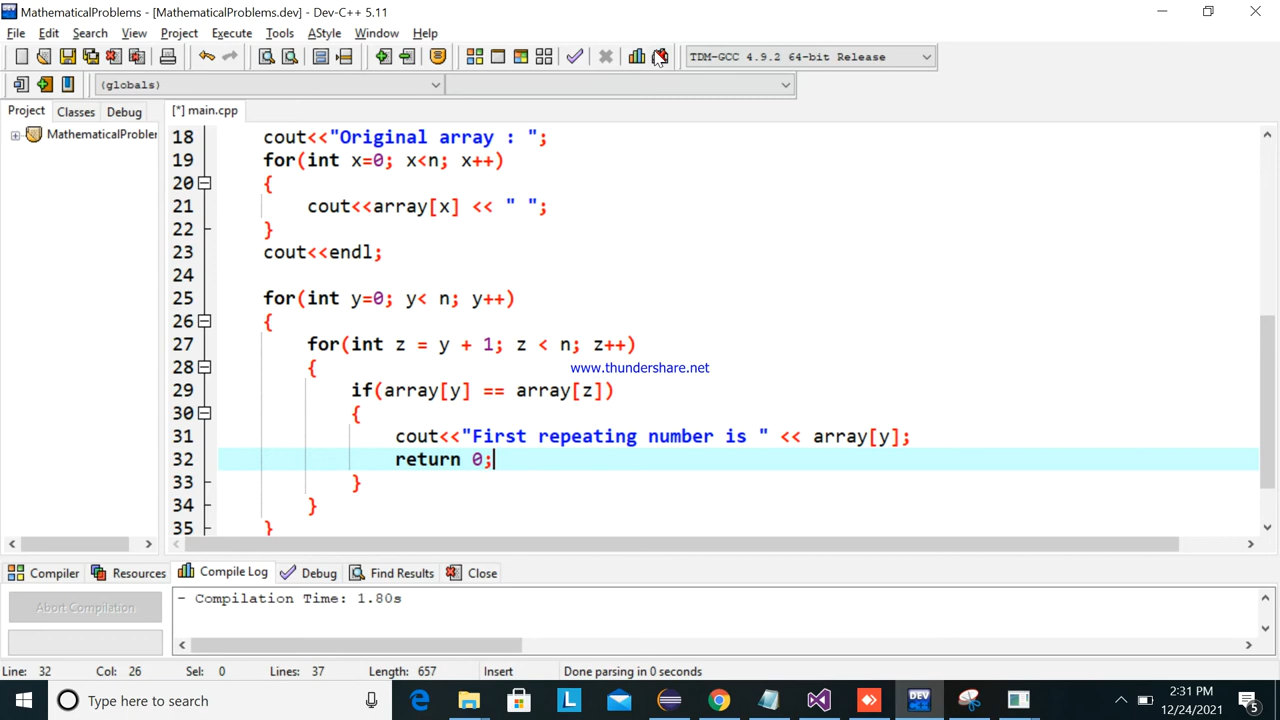 MathematicalProblems - [MathematicalProblems.dev] - Dev-C++ 5.11
File Edit Search View Project Execute Tools AStyle Window Help
TDM-GCC 4.9.2 64-bit Release
(globals)
Project Classes Debug [*] main.cpp
MathematicalProbler
18 cout<<"Original array : ";
19 for(int x=0; x<n; x++)
20 {
21 cout<<array[x] << " ";
22 }
23 cout<<endl;
24
25 for(int y=0; y< n; y++)
26 {
27 for(int z = y + 1; z < n; z++)
28 {
www.thundershare.net
29 if(array[y] == array[z])
30 {
31 cout<<"First repeating number is " << array[y];
32 return 0;
33 }
34 }
35 }
Compiler Resources Compile Log Debug Find Results Close
Abort Compilation
- Compilation Time: 1.80s
Line: 32 Col: 26 Sel: 0 Lines: 37 Length: 657 Insert Done parsing in 0 seconds
Type here to search
L
DEV
C++
2:31 PM
12/24/2021
5